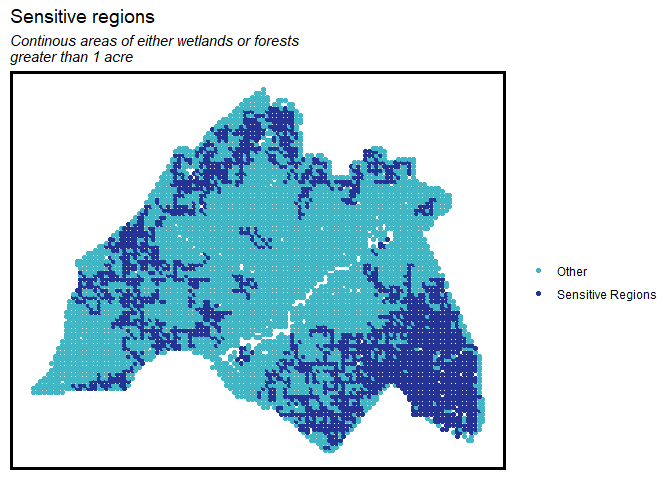 Sensitive regions
Continous areas of either wetlands or forests
greater than 1 acre
Other
Sensitive Regions